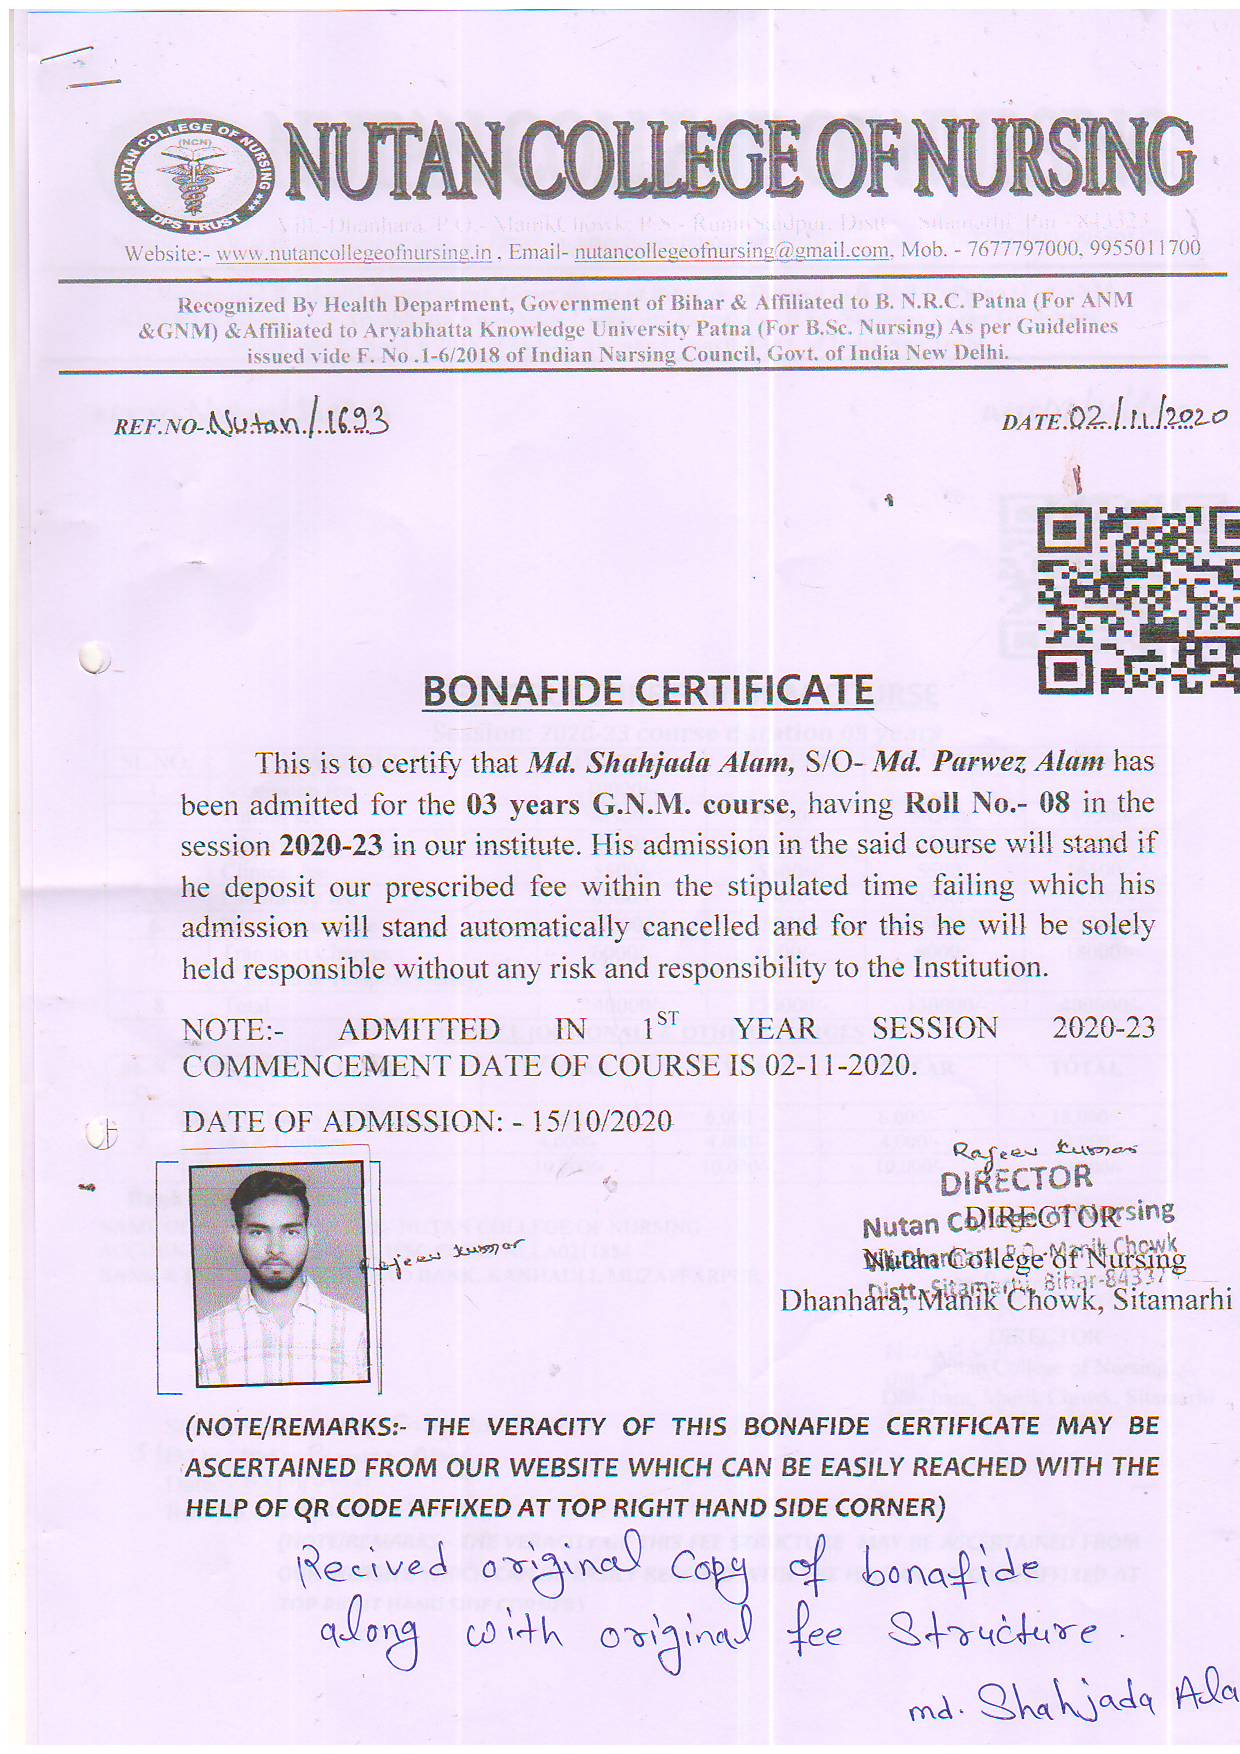 NUTAN COLLEGE OF NURSING
(NCN)
NUTAN COLLEGE OF NURSING
DPS TRUST
Vill.-Dhanhara, P.O.- Manik Chowk, P.S.- Runni Saidpur, Distt.- Sitamarhi, Pin - 843323
Website:- www.nutancollegeofnursing.in , Email- nutancollegeofnursing@gmail.com, Mob. - 7677797000, 9955011700
Recognized By Health Department, Government of Bihar & Affiliated to B. N.R.C. Patna (For ANM
&GNM) &Affiliated to Aryabhatta Knowledge University Patna (For B.Sc. Nursing) As per Guidelines
issued vide F. No .1-6/2018 of Indian Nursing Council, Govt. of India New Delhi.
REF.NO-Nutan/1693 DATE.02/11/2020
BONAFIDE CERTIFICATE
This is to certify that Md. Shahjada Alam, S/O- Md. Parwez Alam has
been admitted for the 03 years G.N.M. course, having Roll No.- 08 in the
session 2020-23 in our institute. His admission in the said course will stand if
he deposit our prescribed fee within the stipulated time failing which his
admission will stand automatically cancelled and for this he will be solely
held responsible without any risk and responsibility to the Institution.
NOTE:- ADMITTED IN 1ST YEAR SESSION 2020-23
COMMENCEMENT DATE OF COURSE IS 02-11-2020.
DATE OF ADMISSION: - 15/10/2020
Rajeev Kumar
DIRECTOR
Nutan College of Nursing
DIRECTOR
Dhanhara, P.O.-Manik Chowk
Nutan College of Nursing
Distt.-Sitamarhi, Bihar-84332
Dhanhara, Manik Chowk, Sitamarhi
Rajeev Kumar
(NOTE/REMARKS:- THE VERACITY OF THIS BONAFIDE CERTIFICATE MAY BE
ASCERTAINED FROM OUR WEBSITE WHICH CAN BE EASILY REACHED WITH THE
HELP OF QR CODE AFFIXED AT TOP RIGHT HAND SIDE CORNER)
Recived original Copy of bonafide
along with original fee Structure.
md. Shahjada Ala